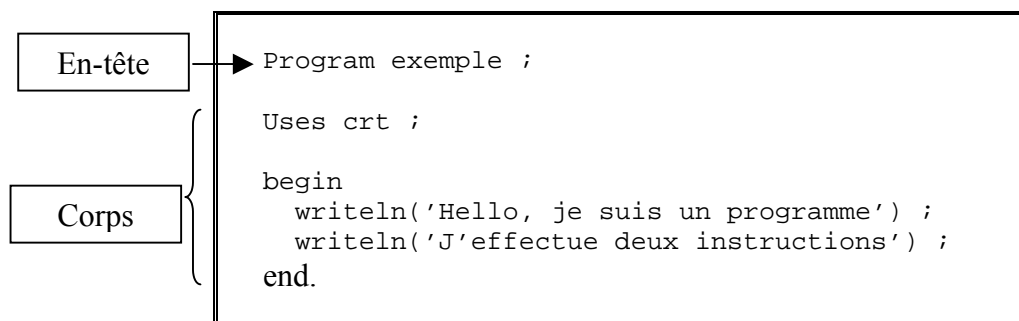 En-tête
Program exemple ;
Uses crt ;
Corps
begin
writeln('Hello, je suis un programme') ;
writeln('J'effectue deux instructions') ;
end.